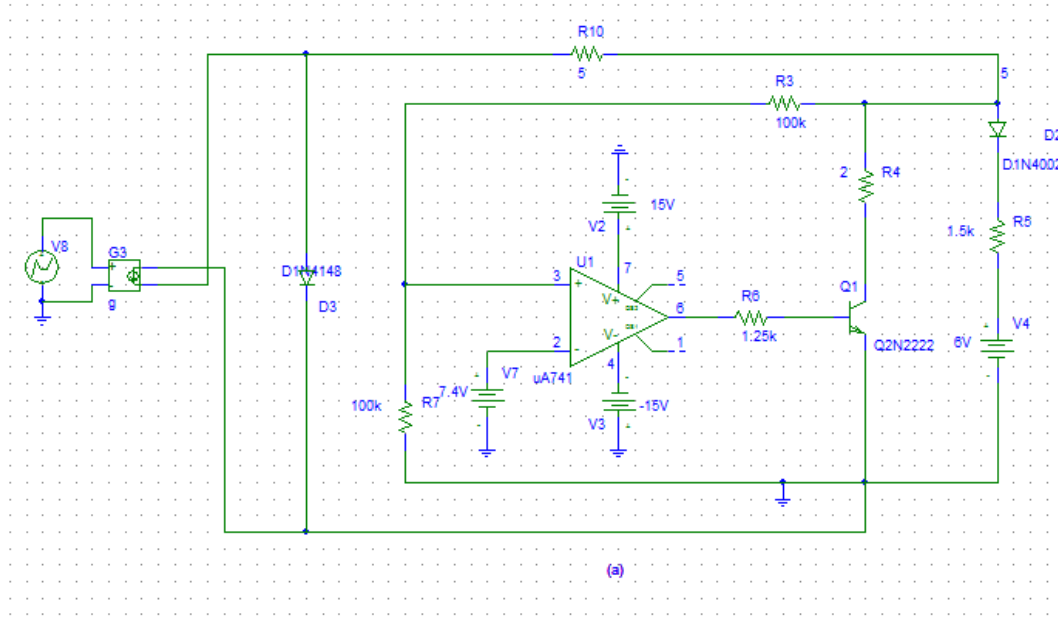 R10
5
5
R3
100k
D2
D1N4002
2
R4
15V
V2
1.5k
R5
V8
G3
g
D1N4148
D3
U1
7
5
3
+
V+
OS2
6
R6
1.25k
Q1
Q2N2222
V4
6V
2
-
V-
OS1
1
4
uA741
V7
7.4V
100k
R7
-15V
V3
(a)